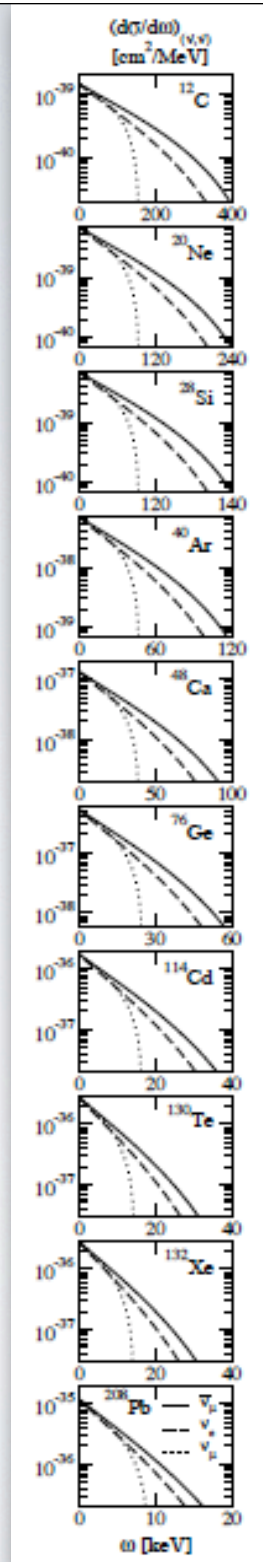 (dσ/dω)(ν,ν)
[cm²/MeV]
10⁻³⁹ ¹²C
10⁻⁴⁰
0 200 400
²⁰Ne
10⁻³⁹
10⁻⁴⁰
0 120 240
²⁸Si
10⁻³⁹
10⁻⁴⁰
0 120 140
⁴⁰Ar
10⁻³⁸
10⁻³⁹
0 60 120
10⁻³⁷ ⁴⁸Ca
10⁻³⁸
0 50 100
⁷⁶Ge
10⁻³⁷
10⁻³⁸
0 30 60
10⁻³⁶ ¹¹⁴Cd
10⁻³⁷
0 20 40
10⁻³⁶ ¹³⁰Te
10⁻³⁷
0 20 40
10⁻³⁶ ¹³²Xe
10⁻³⁷
0 20 40
10⁻³⁵ ²⁰⁸Pb ν̄μ
νe
10⁻³⁶ νμ
0 10 20
ω [keV]